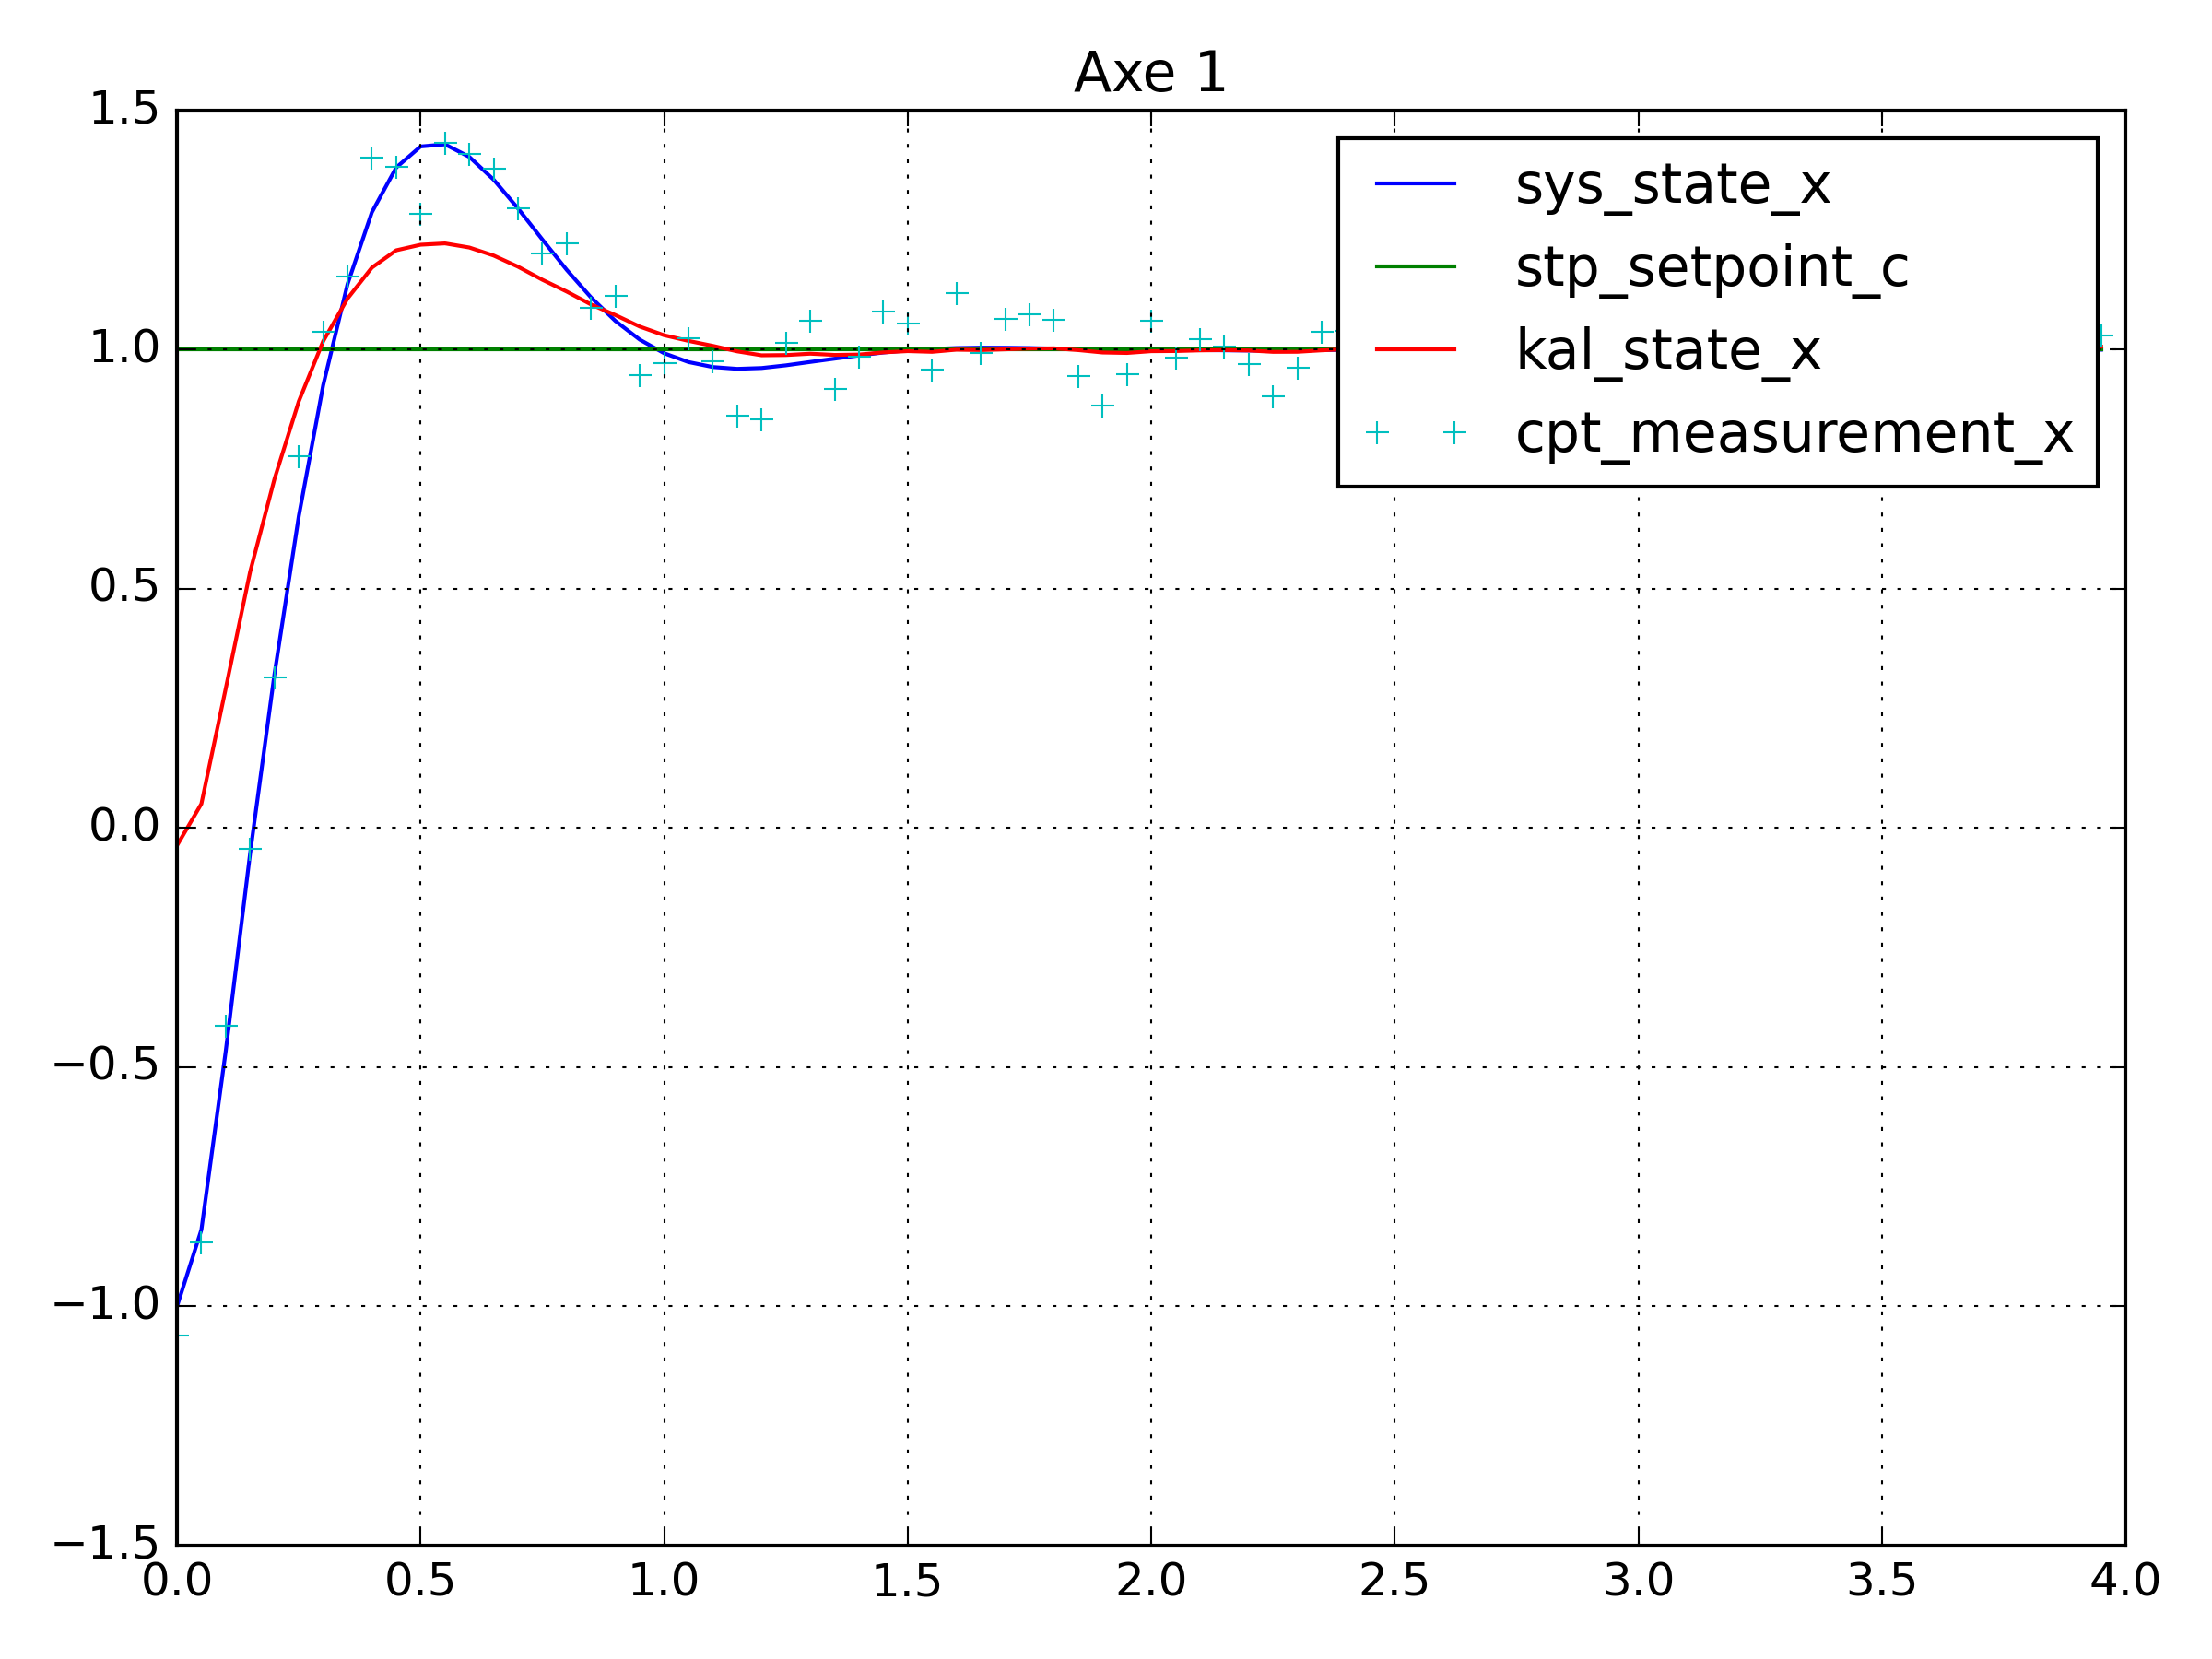 Axe 1
1.5
1.0
0.5
0.0
−0.5
−1.0
−1.5
sys_state_x
stp_setpoint_c
kal_state_x
cpt_measurement_x
0.0 0.5 1.0 1.5 2.0 2.5 3.0 3.5 4.0